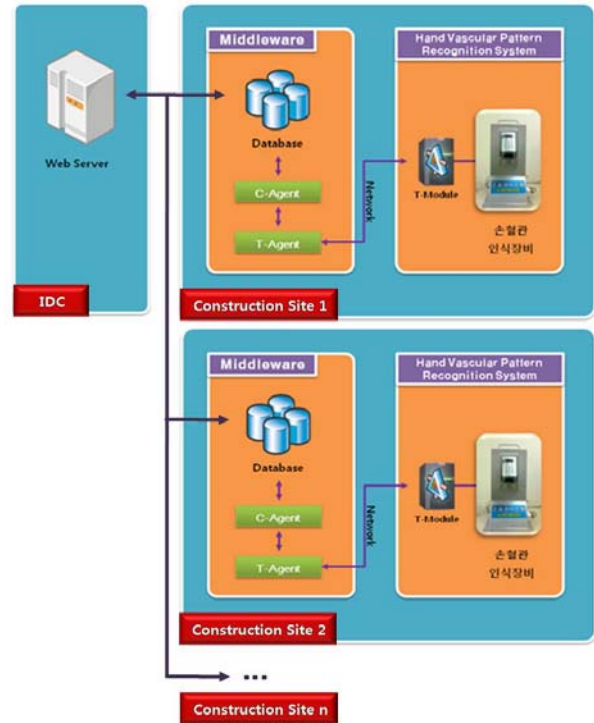 Middleware
Hand Vascular Pattern
Recognition System
Web Server
Database
C-Agent
T-Agent
Network
T-Module
손혈관
인식장비
IDC
Construction Site 1
Middleware
Hand Vascular Pattern
Recognition System
Database
C-Agent
T-Agent
Network
T-Module
손혈관
인식장비
Construction Site 2
...
Construction Site n